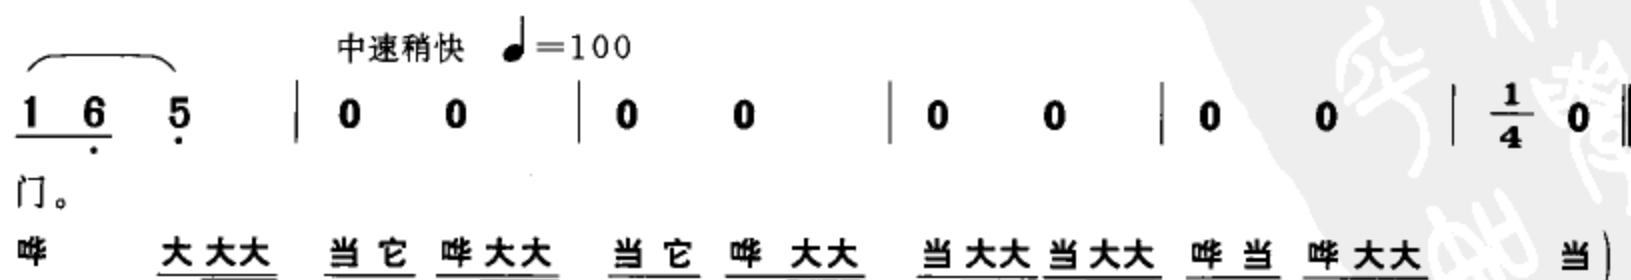 中速稍快 ♩=100
1 6 5 | 0 0 | 0 0 | 0 0 | 0 0 | 1/4 0 ‖
门。
哗 大 大大 当 它 哗 大大 当 它 哗 大大 当 大大 当 大大 哗 当 哗 大大 当)